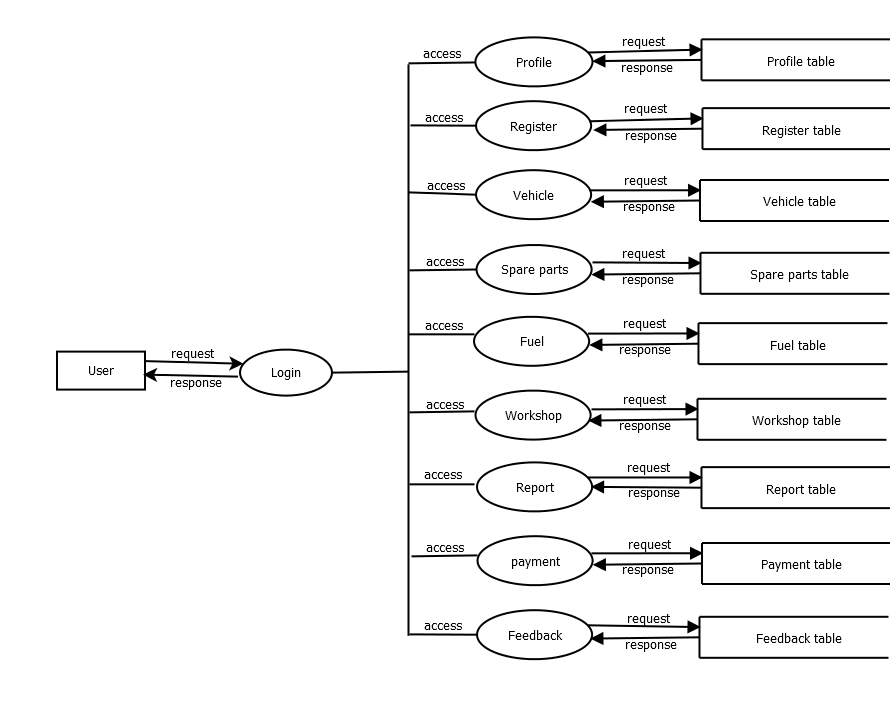 access
Profile
request
response
Profile table
access
Register
request
response
Register table
access
Vehicle
request
response
Vehicle table
access
Spare parts
request
response
Spare parts table
access
Fuel
request
response
Fuel table
User
request
response
Login
access
Workshop
request
response
Workshop table
access
Report
request
response
Report table
access
payment
request
response
Payment table
access
Feedback
request
response
Feedback table